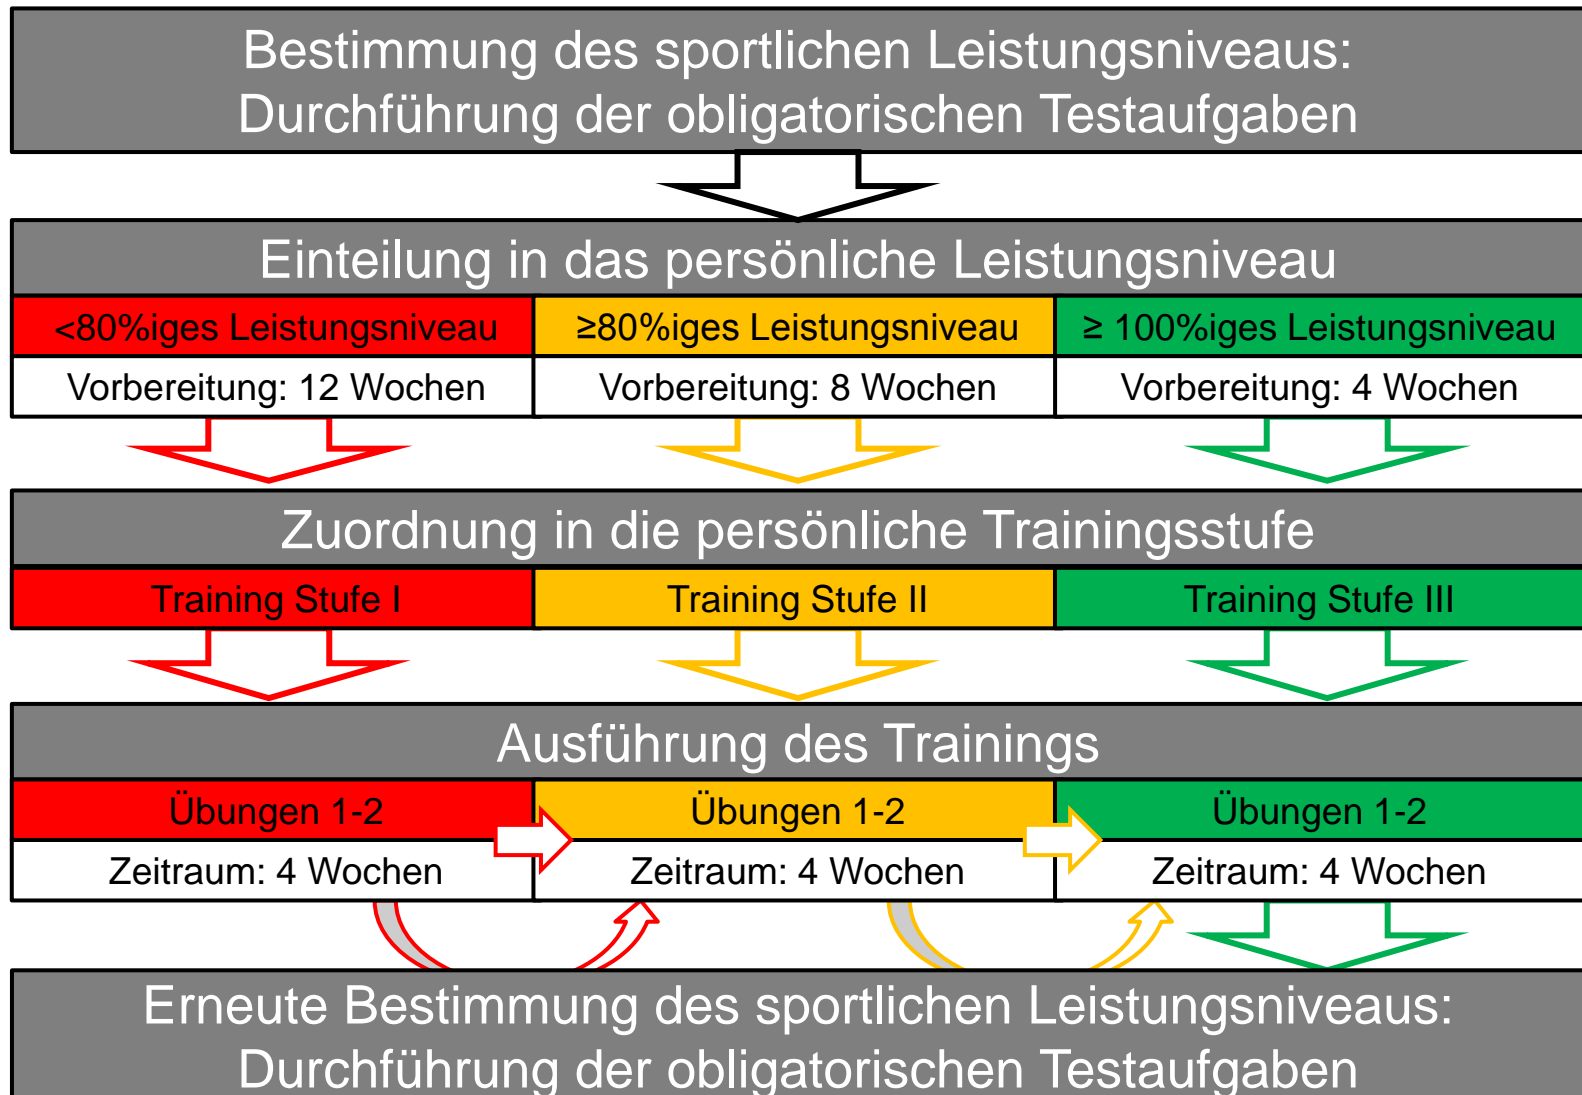 Bestimmung des sportlichen Leistungsniveaus:
Durchführung der obligatorischen Testaufgaben
Einteilung in das persönliche Leistungsniveau
<80%iges Leistungsniveau
≥80%iges Leistungsniveau
≥ 100%iges Leistungsniveau
Vorbereitung: 12 Wochen
Vorbereitung: 8 Wochen
Vorbereitung: 4 Wochen
Zuordnung in die persönliche Trainingsstufe
Training Stufe I
Training Stufe II
Training Stufe III
Ausführung des Trainings
Übungen 1-2
Übungen 1-2
Übungen 1-2
Zeitraum: 4 Wochen
Zeitraum: 4 Wochen
Zeitraum: 4 Wochen
Erneute Bestimmung des sportlichen Leistungsniveaus:
Durchführung der obligatorischen Testaufgaben